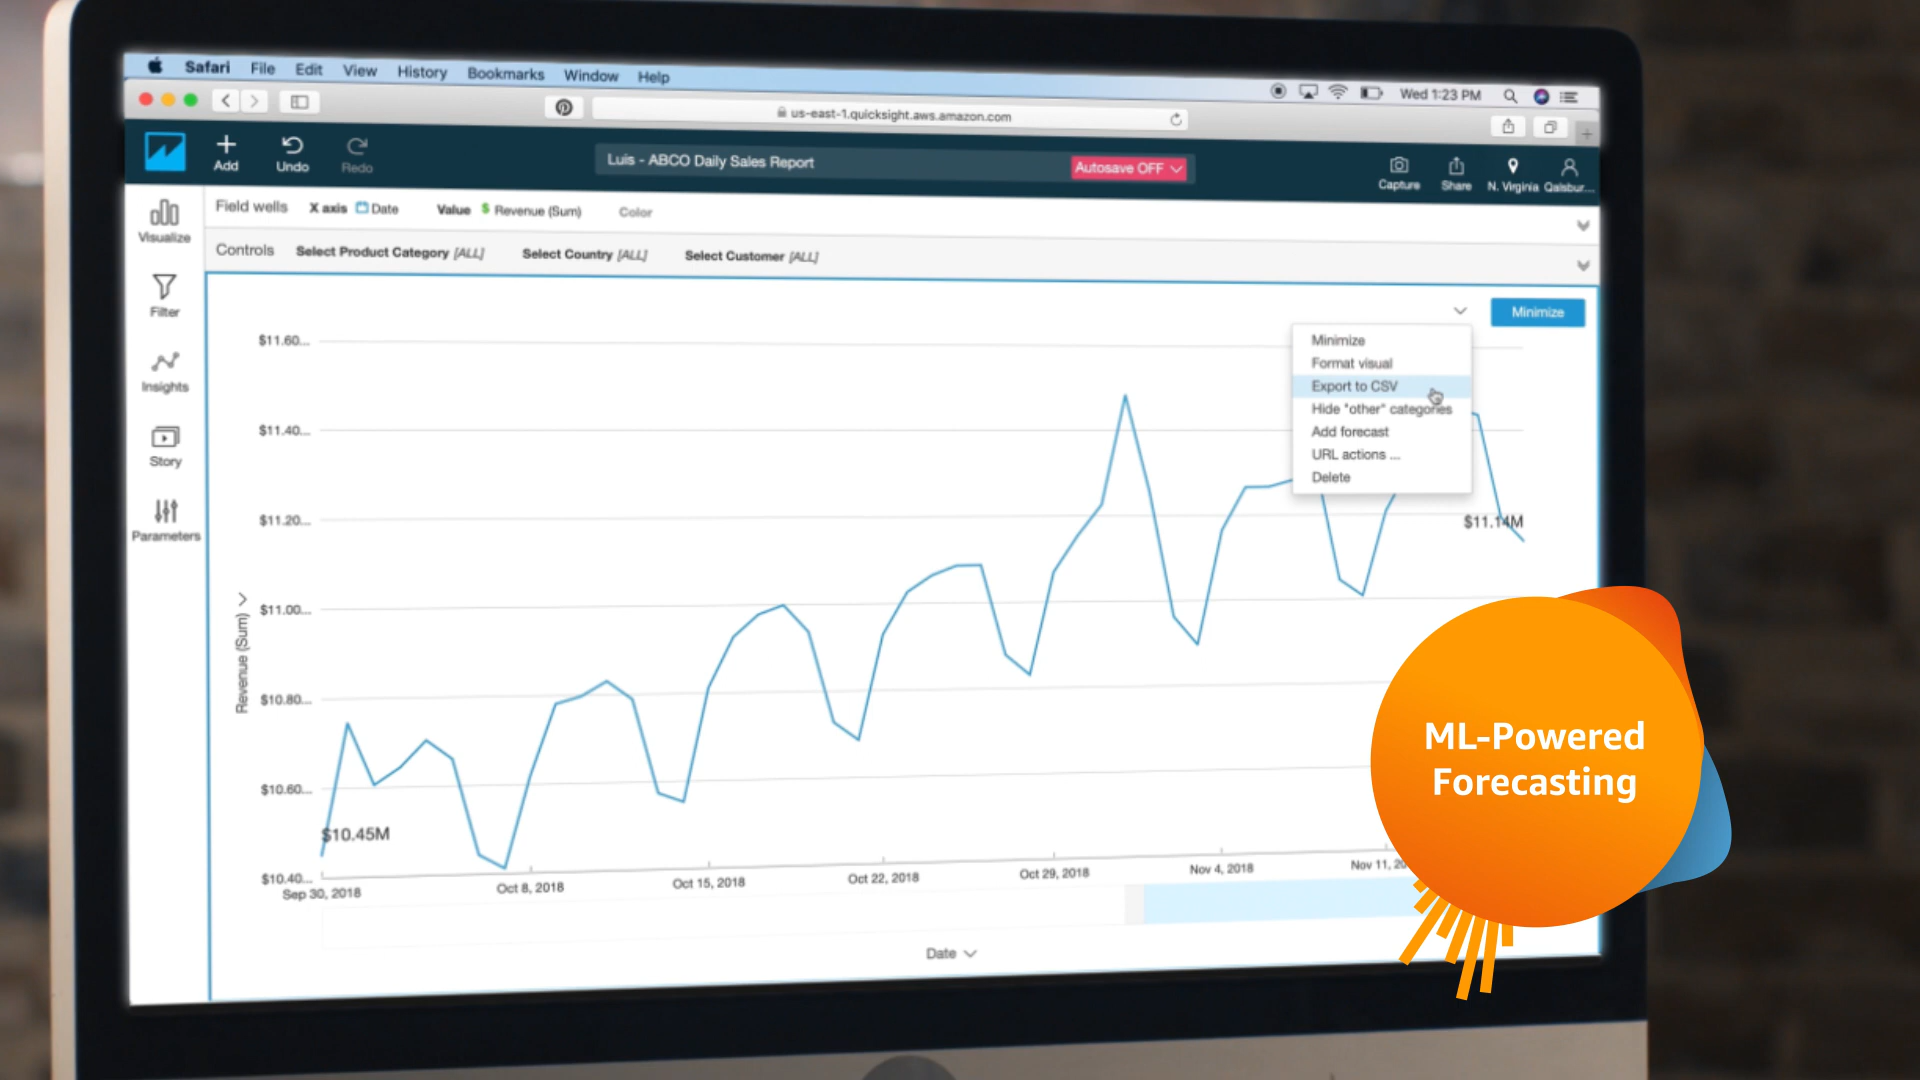 Safari File Edit View History Bookmarks Window Help
Wed 1:23 PM
us-east-1.quicksight.aws.amazon.com
Add Undo Redo
Luis - ABCO Daily Sales Report
Autosave OFF
Capture Share N. Virginia Qaisbur...
Field wells X axis Date Value $ Revenue (Sum) Color
Controls Select Product Category [ALL] Select Country [ALL] Select Customer [ALL]
Visualize
Filter
Insights
Story
Parameters
Minimize
Minimize
Format visual
Export to CSV
Hide "other" categories
Add forecast
URL actions ...
Delete
$11.60...
$11.40...
$11.20...
$11.00...
$10.80...
$10.60...
$10.40...
Revenue (Sum)
$11.14M
$10.45M
Sep 30, 2018 Oct 8, 2018 Oct 15, 2018 Oct 22, 2018 Oct 29, 2018 Nov 4, 2018 Nov 11, 20
Date
ML-Powered
Forecasting